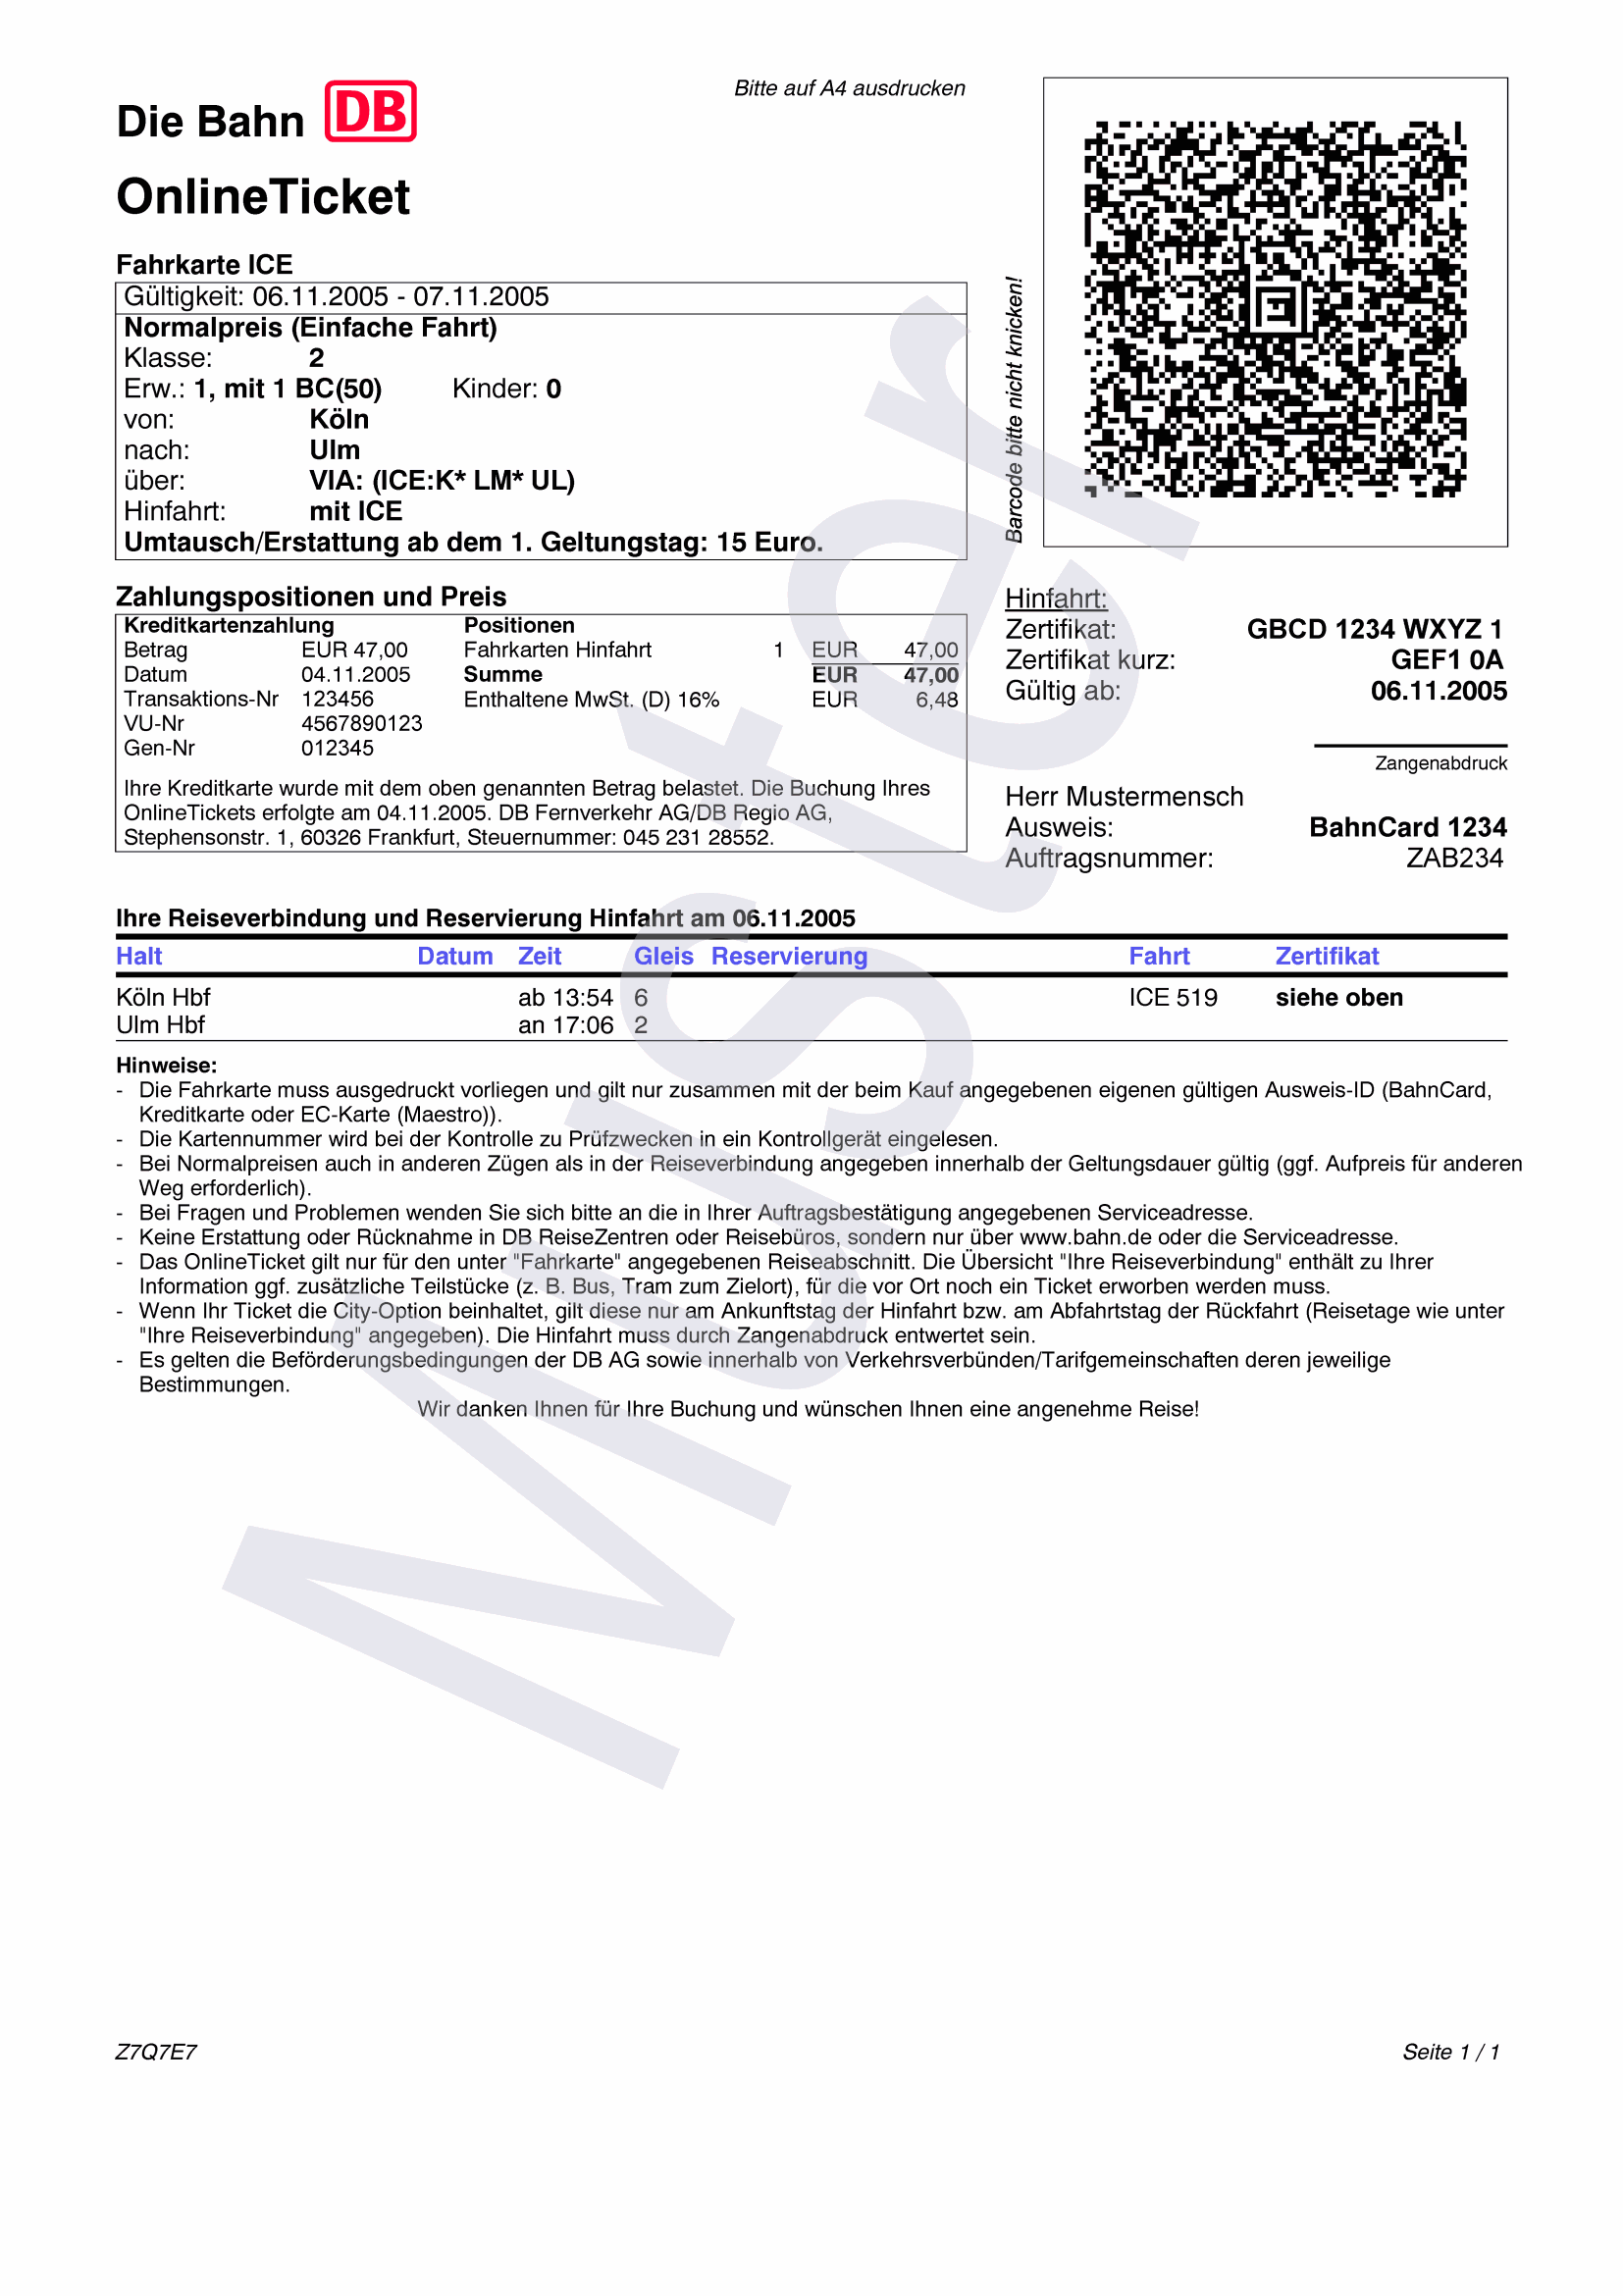 Die Bahn DB
Bitte auf A4 ausdrucken
OnlineTicket
Fahrkarte ICE
Gültigkeit: 06.11.2005 - 07.11.2005
Normalpreis (Einfache Fahrt)
Klasse: 2
Erw.: 1, mit 1 BC(50) Kinder: 0
von: Köln
nach: Ulm
über: VIA: (ICE:K* LM* UL)
Hinfahrt: mit ICE
Umtausch/Erstattung ab dem 1. Geltungstag: 15 Euro.
Barcode bitte nicht knicken!
Zahlungspositionen und Preis
Kreditkartenzahlung Positionen
Betrag EUR 47,00 Fahrkarten Hinfahrt 1 EUR 47,00
Datum 04.11.2005 Summe EUR 47,00
Transaktions-Nr 123456 Enthaltene MwSt. (D) 16% EUR 6,48
VU-Nr 4567890123
Gen-Nr 012345
Ihre Kreditkarte wurde mit dem oben genannten Betrag belastet. Die Buchung Ihres
OnlineTickets erfolgte am 04.11.2005. DB Fernverkehr AG/DB Regio AG,
Stephensonstr. 1, 60326 Frankfurt, Steuernummer: 045 231 28552.
Hinfahrt:
Zertifikat: GBCD 1234 WXYZ 1
Zertifikat kurz: GEF1 0A
Gültig ab: 06.11.2005
Zangenabdruck
Herr Mustermensch
Ausweis: BahnCard 1234
Auftragsnummer: ZAB234
Ihre Reiseverbindung und Reservierung Hinfahrt am 06.11.2005
Halt Datum Zeit Gleis Reservierung Fahrt Zertifikat
Köln Hbf ab 13:54 6 ICE 519 siehe oben
Ulm Hbf an 17:06 2
Hinweise:
- Die Fahrkarte muss ausgedruckt vorliegen und gilt nur zusammen mit der beim Kauf angegebenen eigenen gültigen Ausweis-ID (BahnCard,
Kreditkarte oder EC-Karte (Maestro)).
- Die Kartennummer wird bei der Kontrolle zu Prüfzwecken in ein Kontrollgerät eingelesen.
- Bei Normalpreisen auch in anderen Zügen als in der Reiseverbindung angegeben innerhalb der Geltungsdauer gültig (ggf. Aufpreis für anderen
Weg erforderlich).
- Bei Fragen und Problemen wenden Sie sich bitte an die in Ihrer Auftragsbestätigung angegebenen Serviceadresse.
- Keine Erstattung oder Rücknahme in DB ReiseZentren oder Reisebüros, sondern nur über www.bahn.de oder die Serviceadresse.
- Das OnlineTicket gilt nur für den unter "Fahrkarte" angegebenen Reiseabschnitt. Die Übersicht "Ihre Reiseverbindung" enthält zu Ihrer
Information ggf. zusätzliche Teilstücke (z. B. Bus, Tram zum Zielort), für die vor Ort noch ein Ticket erworben werden muss.
- Wenn Ihr Ticket die City-Option beinhaltet, gilt diese nur am Ankunftstag der Hinfahrt bzw. am Abfahrtstag der Rückfahrt (Reisetage wie unter
"Ihre Reiseverbindung" angegeben). Die Hinfahrt muss durch Zangenabdruck entwertet sein.
- Es gelten die Beförderungsbedingungen der DB AG sowie innerhalb von Verkehrsverbünden/Tarifgemeinschaften deren jeweilige
Bestimmungen.
Wir danken Ihnen für Ihre Buchung und wünschen Ihnen eine angenehme Reise!
Muster
Z7Q7E7 Seite 1 / 1